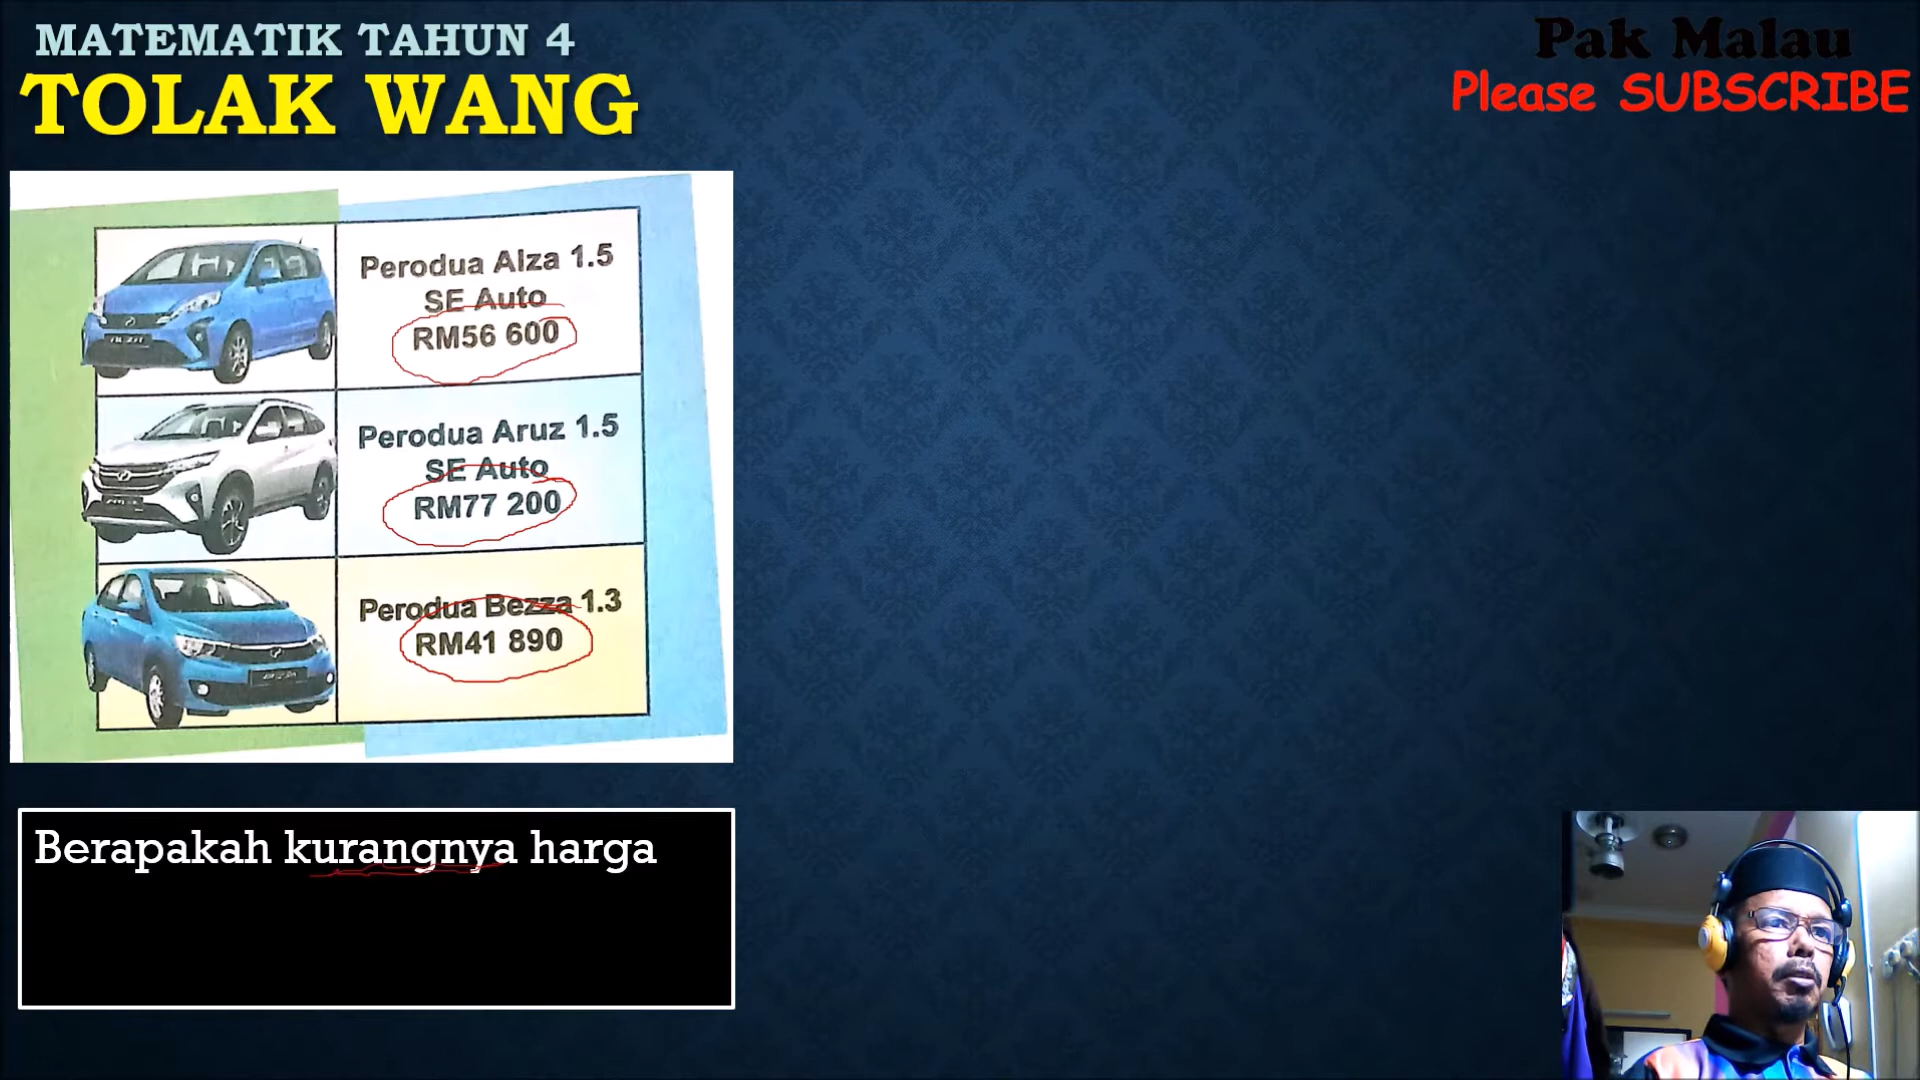 MATEMATIK TAHUN 4
TOLAK WANG
Pak Malau
Please SUBSCRIBE
Perodua Alza 1.5
SE Auto
RM56 600
Perodua Aruz 1.5
SE Auto
RM77 200
Perodua Bezza 1.3
RM41 890
Berapakah kurangnya harga